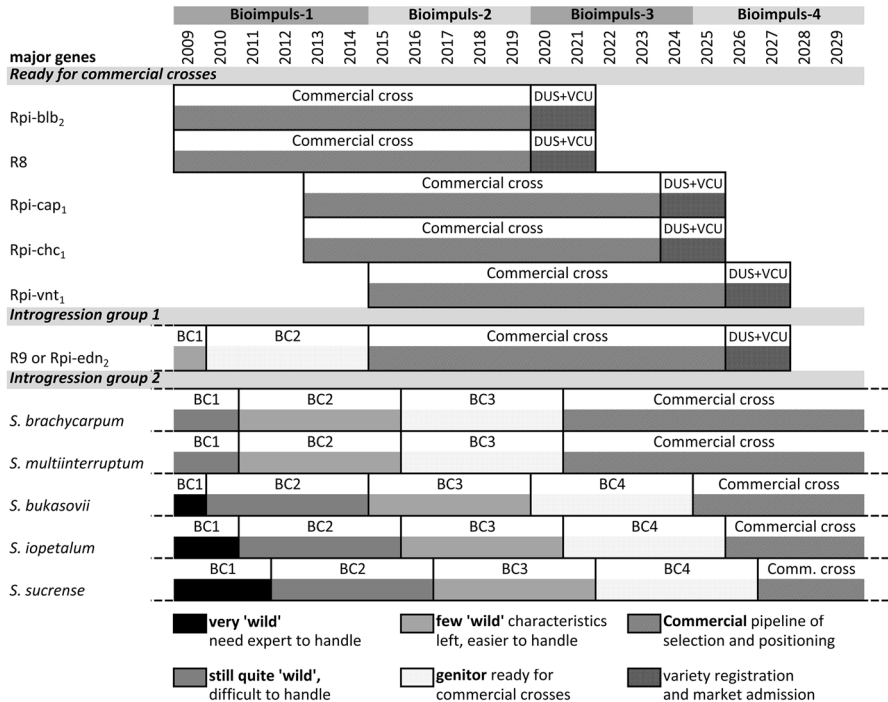 Bioimpuls-1 Bioimpuls-2 Bioimpuls-3 Bioimpuls-4
major genes 2009 2010 2011 2012 2013 2014 2015 2016 2017 2018 2019 2020 2021 2022 2023 2024 2025 2026 2027 2028 2029
Ready for commercial crosses
Commercial cross DUS+VCU
Rpi-blb2
Commercial cross DUS+VCU
R8
Commercial cross DUS+VCU
Rpi-cap1
Commercial cross DUS+VCU
Rpi-chc1
Commercial cross DUS+VCU
Rpi-vnt1
Introgression group 1
BC1 BC2 Commercial cross DUS+VCU
R9 or Rpi-edn2
Introgression group 2
BC1 BC2 BC3 Commercial cross
S. brachycarpum
BC1 BC2 BC3 Commercial cross
S. multiinterruptum
BC1 BC2 BC3 BC4 Commercial cross
S. bukasovii
BC1 BC2 BC3 BC4 Commercial cross
S. iopetalum
BC1 BC2 BC3 BC4 Comm. cross
S. sucrense
very 'wild'
need expert to handle
few 'wild' characteristics
left, easier to handle
Commercial pipeline of
selection and positioning
still quite 'wild',
difficult to handle
genitor ready for
commercial crosses
variety registration
and market admission